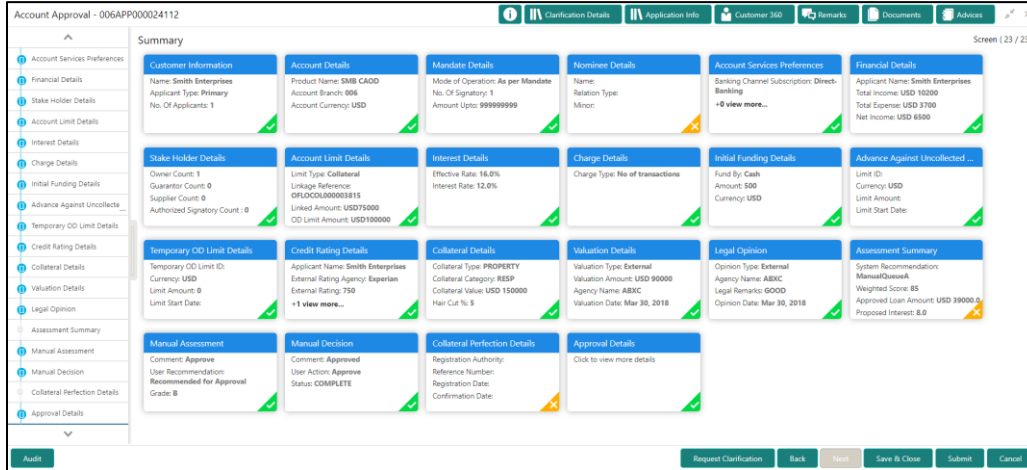 Account Approval - 006APP000024112
Clarification Details
Application Info
Customer 360
Remarks
Documents
Advices
Account Services Preferences
Financial Details
Stake Holder Details
Account Limit Details
Interest Details
Charge Details
Initial Funding Details
Advance Against Uncollecte...
Temporary OD Limit Details
Credit Rating Details
Collateral Details
Valuation Details
Legal Opinion
Assessment Summary
Manual Assessment
Manual Decision
Collateral Perfection Details
Approval Details
Audit
Summary
Screen ( 23 / 23
Customer Information
Name: Smith Enterprises
Applicant Type: Primary
No. Of Applicants: 1
Account Details
Product Name: SMB CAOD
Account Branch: 006
Account Currency: USD
Mandate Details
Mode of Operation: As per Mandate
No. Of Signatory: 1
Amount Upto: 999999999
Nominee Details
Name:
Relation Type:
Minor:
Account Services Preferences
Banking Channel Subscription: Direct-
Banking
+0 view more...
Financial Details
Applicant Name: Smith Enterprises
Total Income: USD 10200
Total Expense: USD 3700
Net Income: USD 6500
Stake Holder Details
Owner Count: 1
Guarantor Count: 0
Supplier Count: 0
Authorized Signatory Count : 0
Account Limit Details
Limit Type: Collateral
Linkage Reference:
OFLOCOL000003815
Linked Amount: USD75000
OD Limit Amount: USD100000
Interest Details
Effective Rate: 16.0%
Interest Rate: 12.0%
Charge Details
Charge Type: No of transactions
Initial Funding Details
Fund By: Cash
Amount: 500
Currency: USD
Advance Against Uncollected ...
Limit ID:
Currency: USD
Limit Amount:
Limit Start Date:
Temporary OD Limit Details
Temporary OD Limit ID:
Currency: USD
Limit Amount: 0
Limit Start Date:
Credit Rating Details
Applicant Name: Smith Enterprises
External Rating Agency: Experian
External Rating: 750
+1 view more...
Collateral Details
Collateral Type: PROPERTY
Collateral Category: RESP
Collateral Value: USD 150000
Hair Cut %: 5
Valuation Details
Valuation Type: External
Valuation Amount: USD 90000
Agency Name: ABXC
Valuation Date: Mar 30, 2018
Legal Opinion
Opinion Type: External
Agency Name: ABXC
Legal Remarks: GOOD
Opinion Date: Mar 30, 2018
Assessment Summary
System Recommendation:
ManualQueueA
Weighted Score: 85
Approved Loan Amount: USD 39000.0
Proposed Interest: 8.0
Manual Assessment
Comment: Approve
User Recommendation:
Recommended for Approval
Grade: B
Manual Decision
Comment: Approved
User Action: Approve
Status: COMPLETE
Collateral Perfection Details
Registration Authority:
Reference Number:
Registration Date:
Confirmation Date:
Approval Details
Click to view more details
Request Clarification
Back
Next
Save & Close
Submit
Cancel